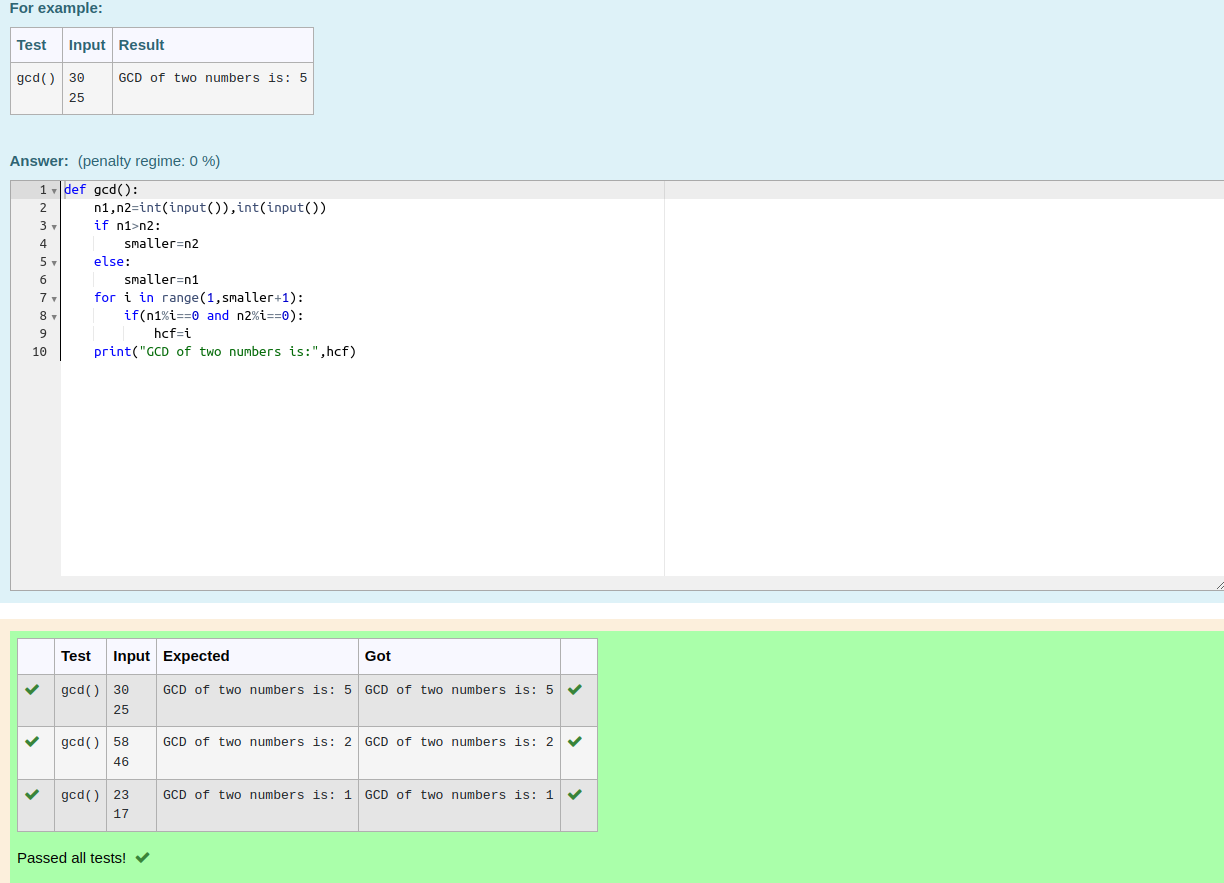 For example:
Test Input Result
gcd() 30 GCD of two numbers is: 5
25
Answer: (penalty regime: 0 %)
1 def gcd():
2     n1,n2=int(input()),int(input())
3     if n1>n2:
4         smaller=n2
5     else:
6         smaller=n1
7     for i in range(1,smaller+1):
8         if(n1%i==0 and n2%i==0):
9             hcf=i
10     print("GCD of two numbers is:",hcf)
Test Input Expected Got
gcd() 30 GCD of two numbers is: 5 GCD of two numbers is: 5
25
gcd() 58 GCD of two numbers is: 2 GCD of two numbers is: 2
46
gcd() 23 GCD of two numbers is: 1 GCD of two numbers is: 1
17
Passed all tests!